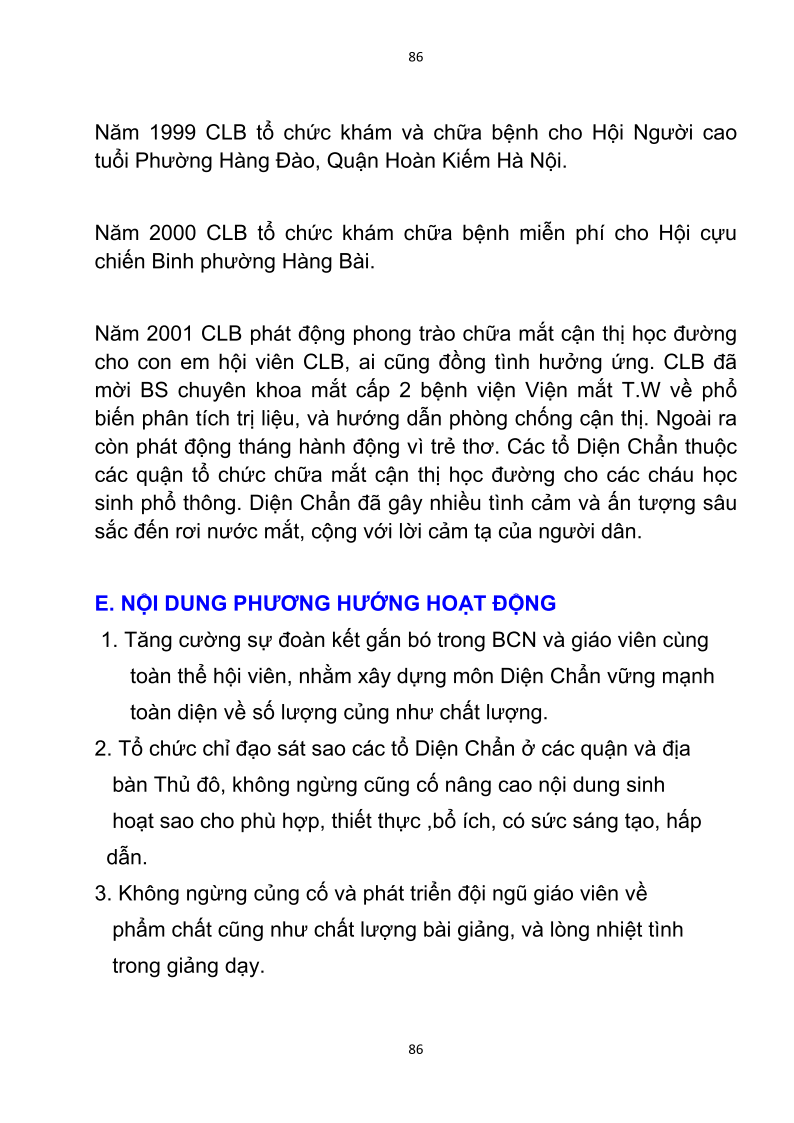 86
Năm 1999 CLB tổ chức khám và chữa bệnh cho Hội Người cao
tuổi Phường Hàng Đào, Quận Hoàn Kiếm Hà Nội.
Năm 2000 CLB tổ chức khám chữa bệnh miễn phí cho Hội cựu
chiến Binh phường Hàng Bài.
Năm 2001 CLB phát động phong trào chữa mắt cận thị học đường
cho con em hội viên CLB, ai cũng đồng tình hưởng ứng. CLB đã
mời BS chuyên khoa mắt cấp 2 bệnh viện Viện mắt T.W về phổ
biến phân tích trị liệu, và hướng dẫn phòng chống cận thị. Ngoài ra
còn phát động tháng hành động vì trẻ thơ. Các tổ Diện Chẩn thuộc
các quận tổ chức chữa mắt cận thị học đường cho các cháu học
sinh phổ thông. Diện Chẩn đã gây nhiều tình cảm và ấn tượng sâu
sắc đến rơi nước mắt, cộng với lời cảm tạ của người dân.
E. NỘI DUNG PHƯƠNG HƯỚNG HOẠT ĐỘNG
1. Tăng cường sự đoàn kết gắn bó trong BCN và giáo viên cùng
toàn thể hội viên, nhằm xây dựng môn Diện Chẩn vững mạnh
toàn diện về số lượng củng như chất lượng.
2. Tổ chức chỉ đạo sát sao các tổ Diện Chẩn ở các quận và địa
bàn Thủ đô, không ngừng cũng cố nâng cao nội dung sinh
hoạt sao cho phù hợp, thiết thực ,bổ ích, có sức sáng tạo, hấp
dẫn.
3. Không ngừng củng cố và phát triển đội ngũ giáo viên về
phẩm chất cũng như chất lượng bài giảng, và lòng nhiệt tình
trong giảng dạy.
86